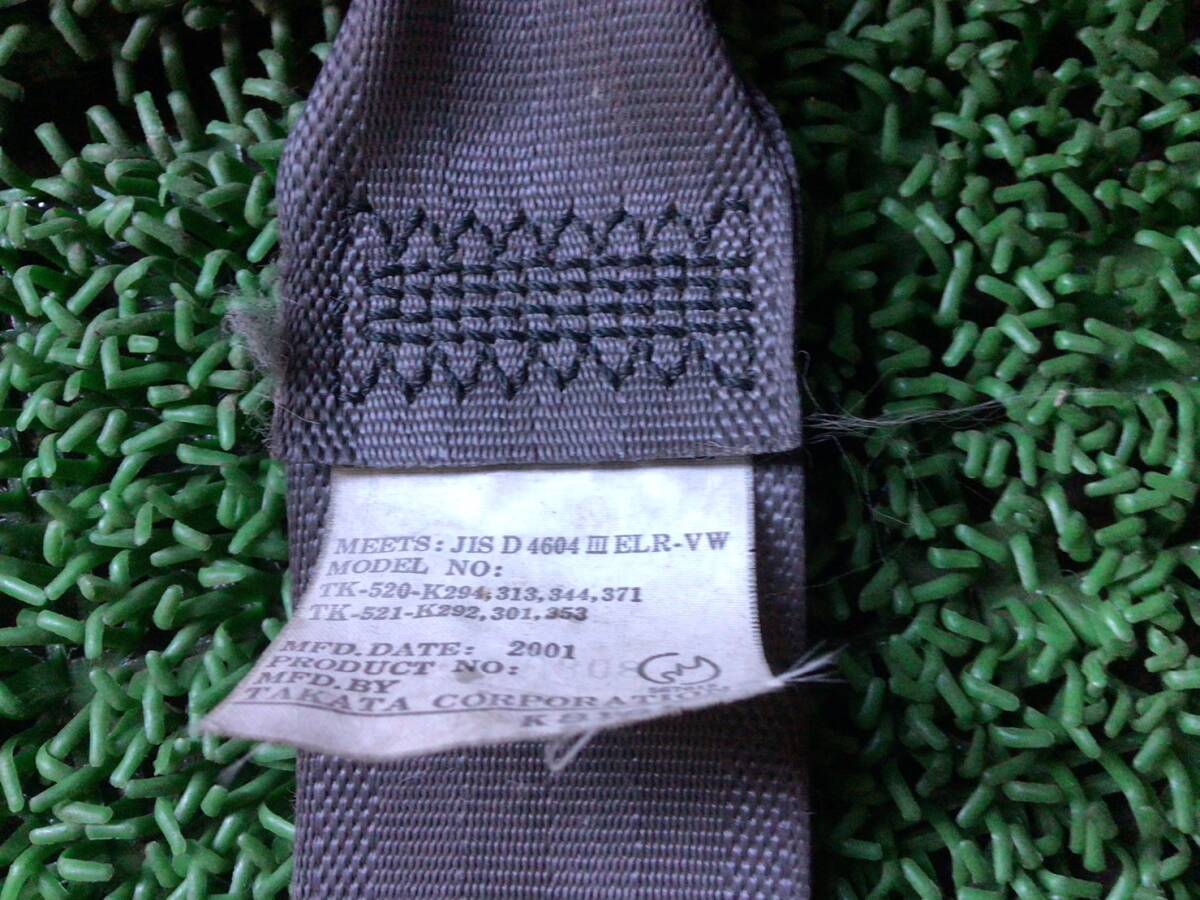 MEETS: JIS D 4604 III ELR-VW
MODEL NO:
TK-520-K294,313,344,371
TK-521-K292,301,353
MFD. DATE: 2001
PRODUCT NO:
MFD. BY
TAKATA CORPORATION